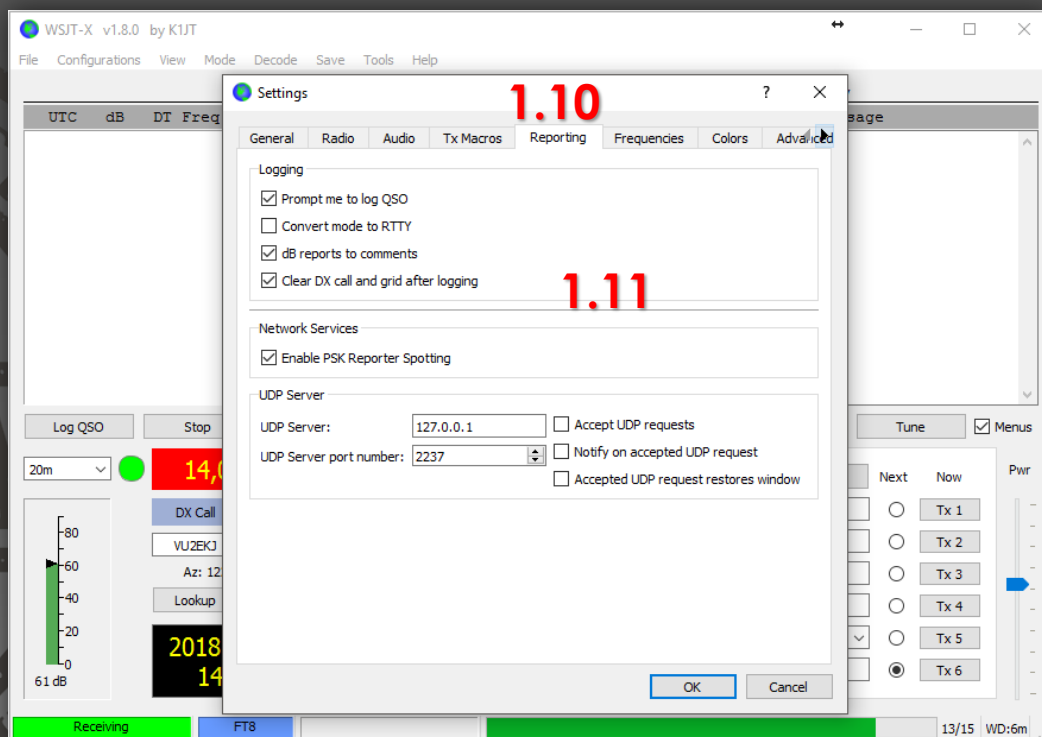 WSJT-X v1.8.0 by K1JT
File Configurations View Mode Decode Save Tools Help
Settings
?
1.10
UTC dB DT Freq
sage
General Radio Audio Tx Macros Reporting Frequencies Colors Advanced
Logging
Prompt me to log QSO
Convert mode to RTTY
dB reports to comments
Clear DX call and grid after logging
1.11
Network Services
Enable PSK Reporter Spotting
UDP Server
UDP Server: 127.0.0.1 Accept UDP requests
Notify on accepted UDP request
UDP Server port number: 2237
Accepted UDP request restores window
OK Cancel
Log QSO Stop Tune Menus
20m 14,0 Next Now Pwr
DX Call Tx 1
80
VU2EKJ Tx 2
60
Az: 12 Tx 3
40
Lookup Tx 4
20
2018 Tx 5
0
14 Tx 6
61 dB
Receiving FT8 13/15 WD:6m